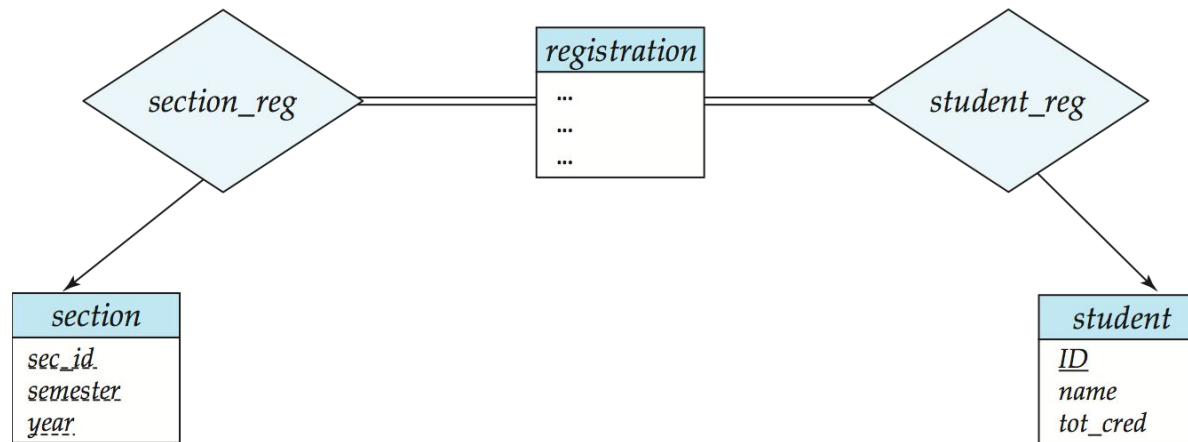 section_reg
registration
...
...
...
student_reg
section
sec_id
semester
year
student
ID
name
tot_cred